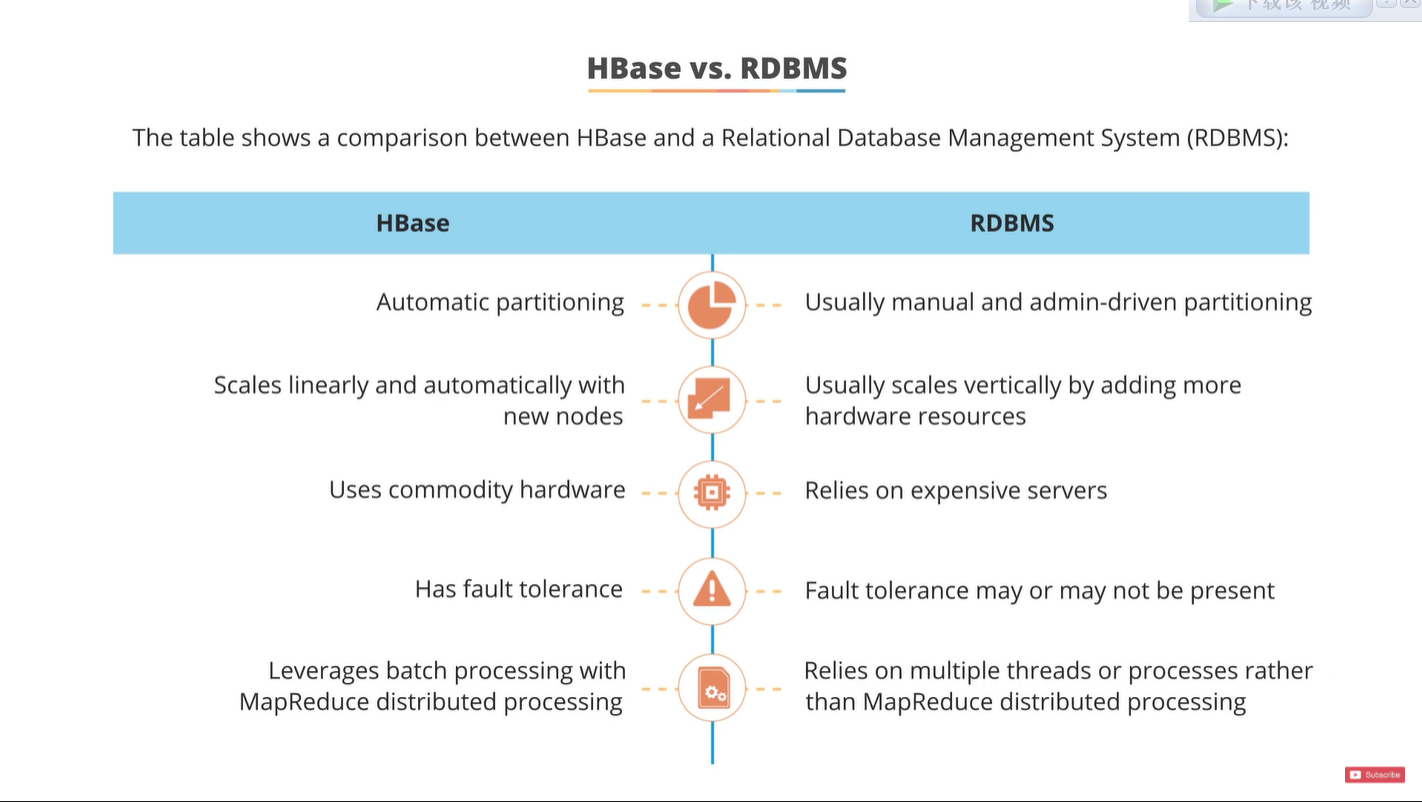 下载该视频
HBase vs. RDBMS
The table shows a comparison between HBase and a Relational Database Management System (RDBMS):
HBase
RDBMS
Automatic partitioning
Usually manual and admin-driven partitioning
Scales linearly and automatically with
new nodes
Usually scales vertically by adding more
hardware resources
Uses commodity hardware
Relies on expensive servers
Has fault tolerance
Fault tolerance may or may not be present
Leverages batch processing with
MapReduce distributed processing
Relies on multiple threads or processes rather
than MapReduce distributed processing
Subscribe